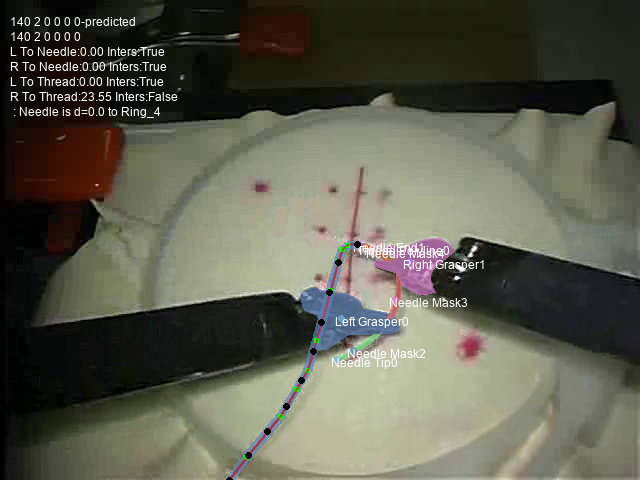 140 2 0 0 0 0-predicted
140 2 0 0 0 0
L To Needle:0.00 Inters:True
R To Needle:0.00 Inters:True
L To Thread:0.00 Inters:True
R To Thread:23.55 Inters:False
: Needle is d=0.0 to Ring_4
Needle Mask4
Right Grasper1
Needle Mask3
Left Grasper0
Needle Mask2
Needle Tip0